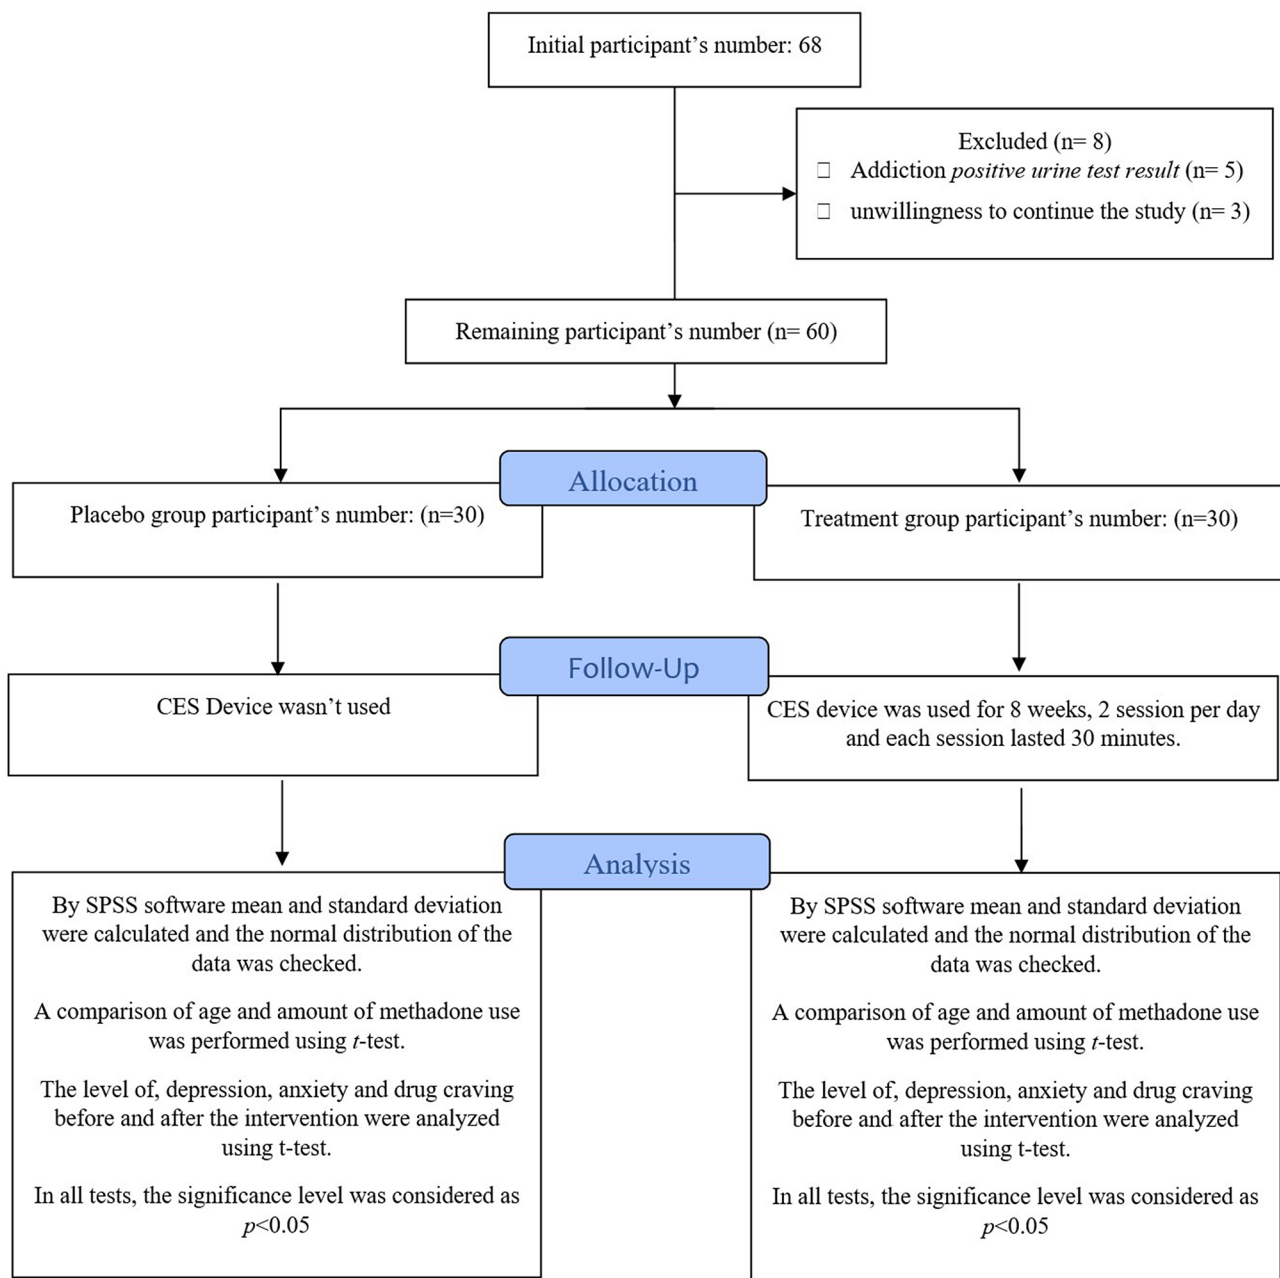 Initial participant’s number: 68
Excluded (n= 8)
Addiction positive urine test result (n= 5)
unwillingness to continue the study (n= 3)
Remaining participant’s number (n= 60)
Allocation
Placebo group participant’s number: (n=30)
Treatment group participant’s number: (n=30)
Follow-Up
CES Device wasn’t used
CES device was used for 8 weeks, 2 session per day
and each session lasted 30 minutes.
Analysis
By SPSS software mean and standard deviation
were calculated and the normal distribution of the
data was checked.
A comparison of age and amount of methadone use
was performed using t-test.
The level of, depression, anxiety and drug craving
before and after the intervention were analyzed
using t-test.
In all tests, the significance level was considered as
p<0.05
By SPSS software mean and standard deviation
were calculated and the normal distribution of the
data was checked.
A comparison of age and amount of methadone use
was performed using t-test.
The level of, depression, anxiety and drug craving
before and after the intervention were analyzed
using t-test.
In all tests, the significance level was considered as
p<0.05